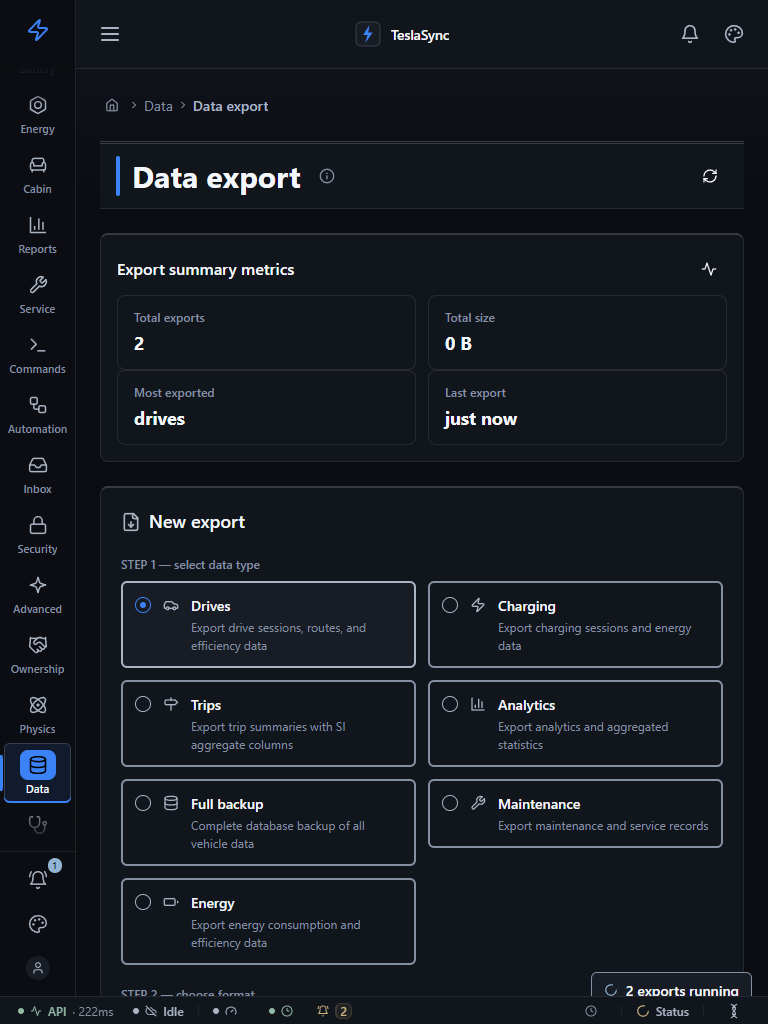 TeslaSync
Battery
Energy
Cabin
Reports
Service
Commands
Automation
Inbox
Security
Advanced
Ownership
Physics
Data
1
Data
Data export
Data export
Export summary metrics
Total exports
2
Total size
0 B
Most exported
drives
Last export
just now
New export
STEP 1 — select data type
Drives
Export drive sessions, routes, and
efficiency data
Charging
Export charging sessions and energy
data
Trips
Export trip summaries with SI
aggregate columns
Analytics
Export analytics and aggregated
statistics
Full backup
Complete database backup of all
vehicle data
Maintenance
Export maintenance and service records
Energy
Export energy consumption and
efficiency data
STEP 2 — choose format
2 exports running
API · 222ms
Idle
2
Status